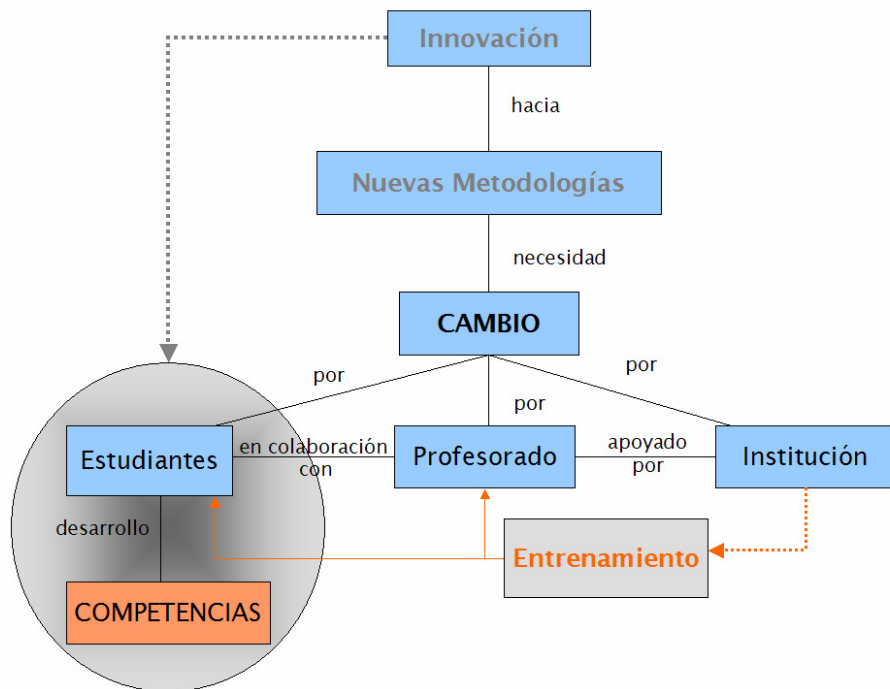 Innovación
hacia
Nuevas Metodologías
necesidad
CAMBIO
por
por
por
Estudiantes
en colaboración
con
Profesorado
apoyado
por
Institución
desarrollo
Entrenamiento
COMPETENCIAS